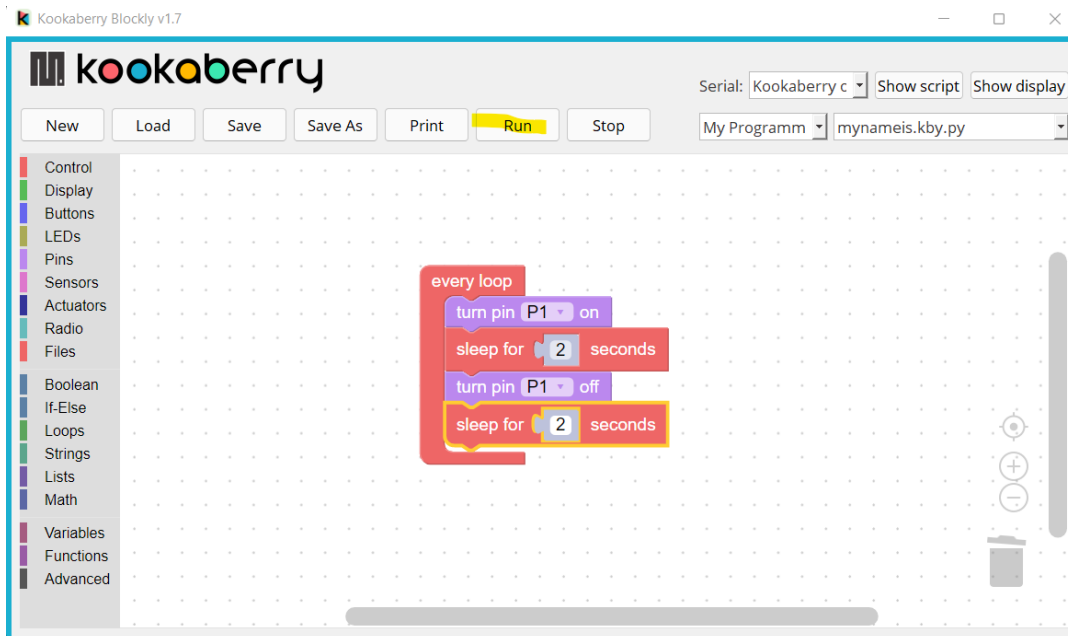 Kookaberry Blockly v1.7
M. kookaberry
Serial: Kookaberry c Show script Show display
New Load Save Save As Print Run Stop My Programm mynameis.kby.py
Control
Display
Buttons
LEDs
Pins
Sensors
Actuators
Radio
Files
Boolean
If-Else
Loops
Strings
Lists
Math
Variables
Functions
Advanced
every loop
turn pin P1 on
sleep for 2 seconds
turn pin P1 off
sleep for 2 seconds